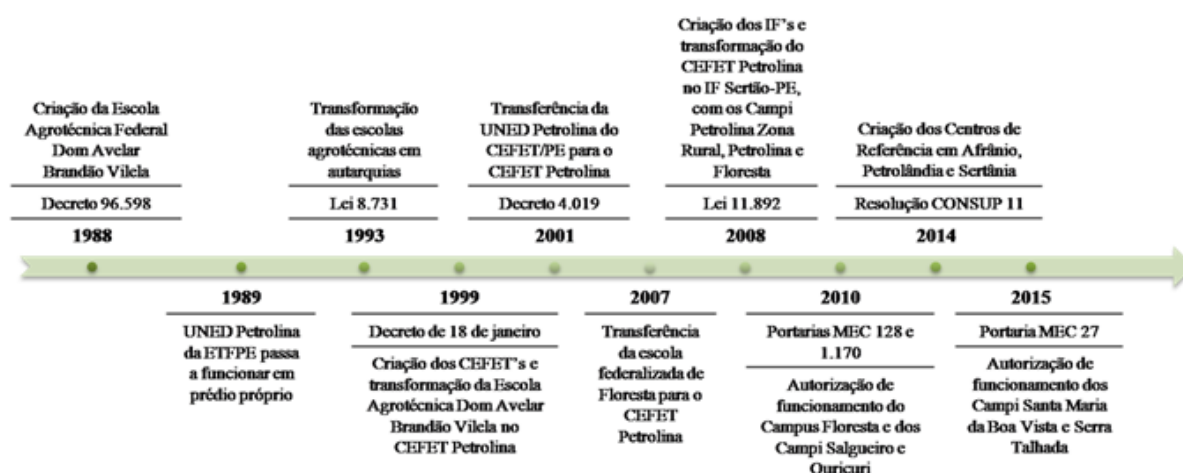 Criação da Escola
Agrotécnica Federal
Dom Avelar
Brandão Vilela
Decreto 96.598
1988
Transformação
das escolas
agrotécnicas em
autarquias
Lei 8.731
1993
Transferência da
UNED Petrolina do
CEFET/PE para o
CEFET Petrolina
Decreto 4.019
2001
Criação dos IF's e
transformação do
CEFET Petrolina
no IF Sertão-PE,
com os Campi
Petrolina Zona
Rural, Petrolina e
Floresta
Lei 11.892
2008
Criação dos Centros de
Referência em Afrânio,
Petrolândia e Sertânia
Resolução CONSUP 11
2014
1989
UNED Petrolina
da ETFPE passa
a funcionar em
prédio próprio
1999
Decreto de 18 de janeiro
Criação dos CEFET's e
transformação da Escola
Agrotécnica Dom Avelar
Brandão Vilela no
CEFET Petrolina
2007
Transferência
da escola
federalizada de
Floresta para o
CEFET
Petrolina
2010
Portarias MEC 128 e
1.170
Autorização de
funcionamento do
Campus Floresta e dos
Campi Salgueiro e
Ouricuri
2015
Portaria MEC 27
Autorização de
funcionamento dos
Campi Santa Maria
da Boa Vista e Serra
Talhada